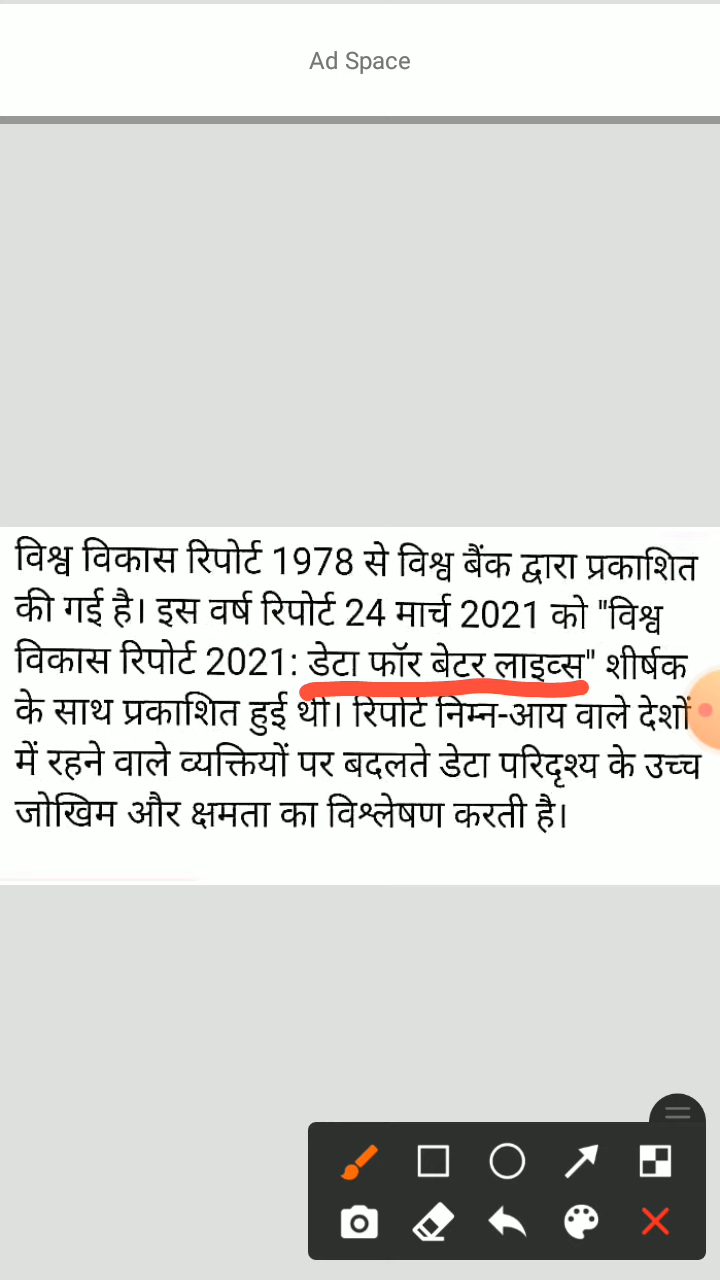 Ad Space
विश्व विकास रिपोर्ट 1978 से विश्व बैंक द्वारा प्रकाशित
की गई है। इस वर्ष रिपोर्ट 24 मार्च 2021 को "विश्व
विकास रिपोर्ट 2021: डेटा फॉर बेटर लाइव्स" शीर्षक
के साथ प्रकाशित हुई थी। रिपोर्ट निम्न-आय वाले देशों
में रहने वाले व्यक्तियों पर बदलते डेटा परिदृश्य के उच्च
जोखिम और क्षमता का विश्लेषण करती है।